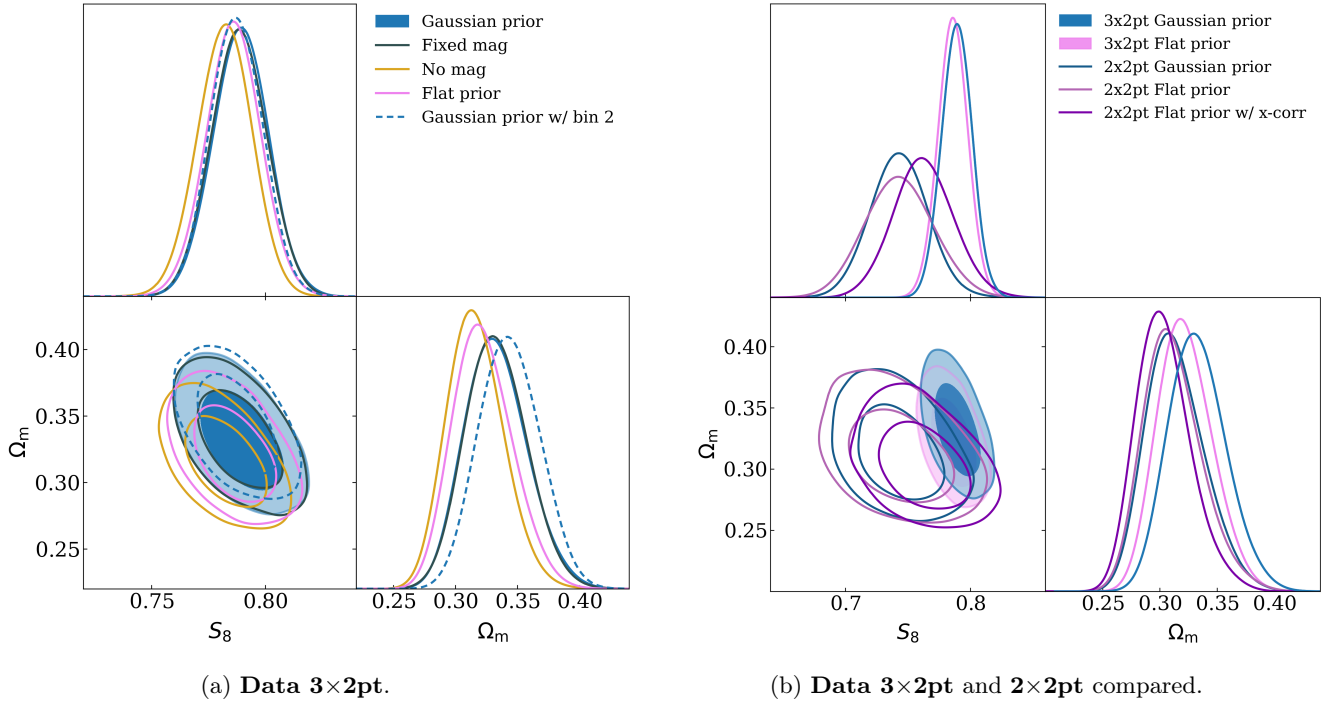 Gaussian prior
Fixed mag
No mag
Flat prior
Gaussian prior w/ bin 2
0.40
0.35
0.30
0.25
Ωm
0.75 0.80
S8
0.25 0.30 0.35 0.40
Ωm
(a) Data 3×2pt.
3x2pt Gaussian prior
3x2pt Flat prior
2x2pt Gaussian prior
2x2pt Flat prior
2x2pt Flat prior w/ x-corr
0.40
0.35
0.30
0.25
Ωm
0.7 0.8
S8
0.25 0.30 0.35 0.40
Ωm
(b) Data 3×2pt and 2×2pt compared.